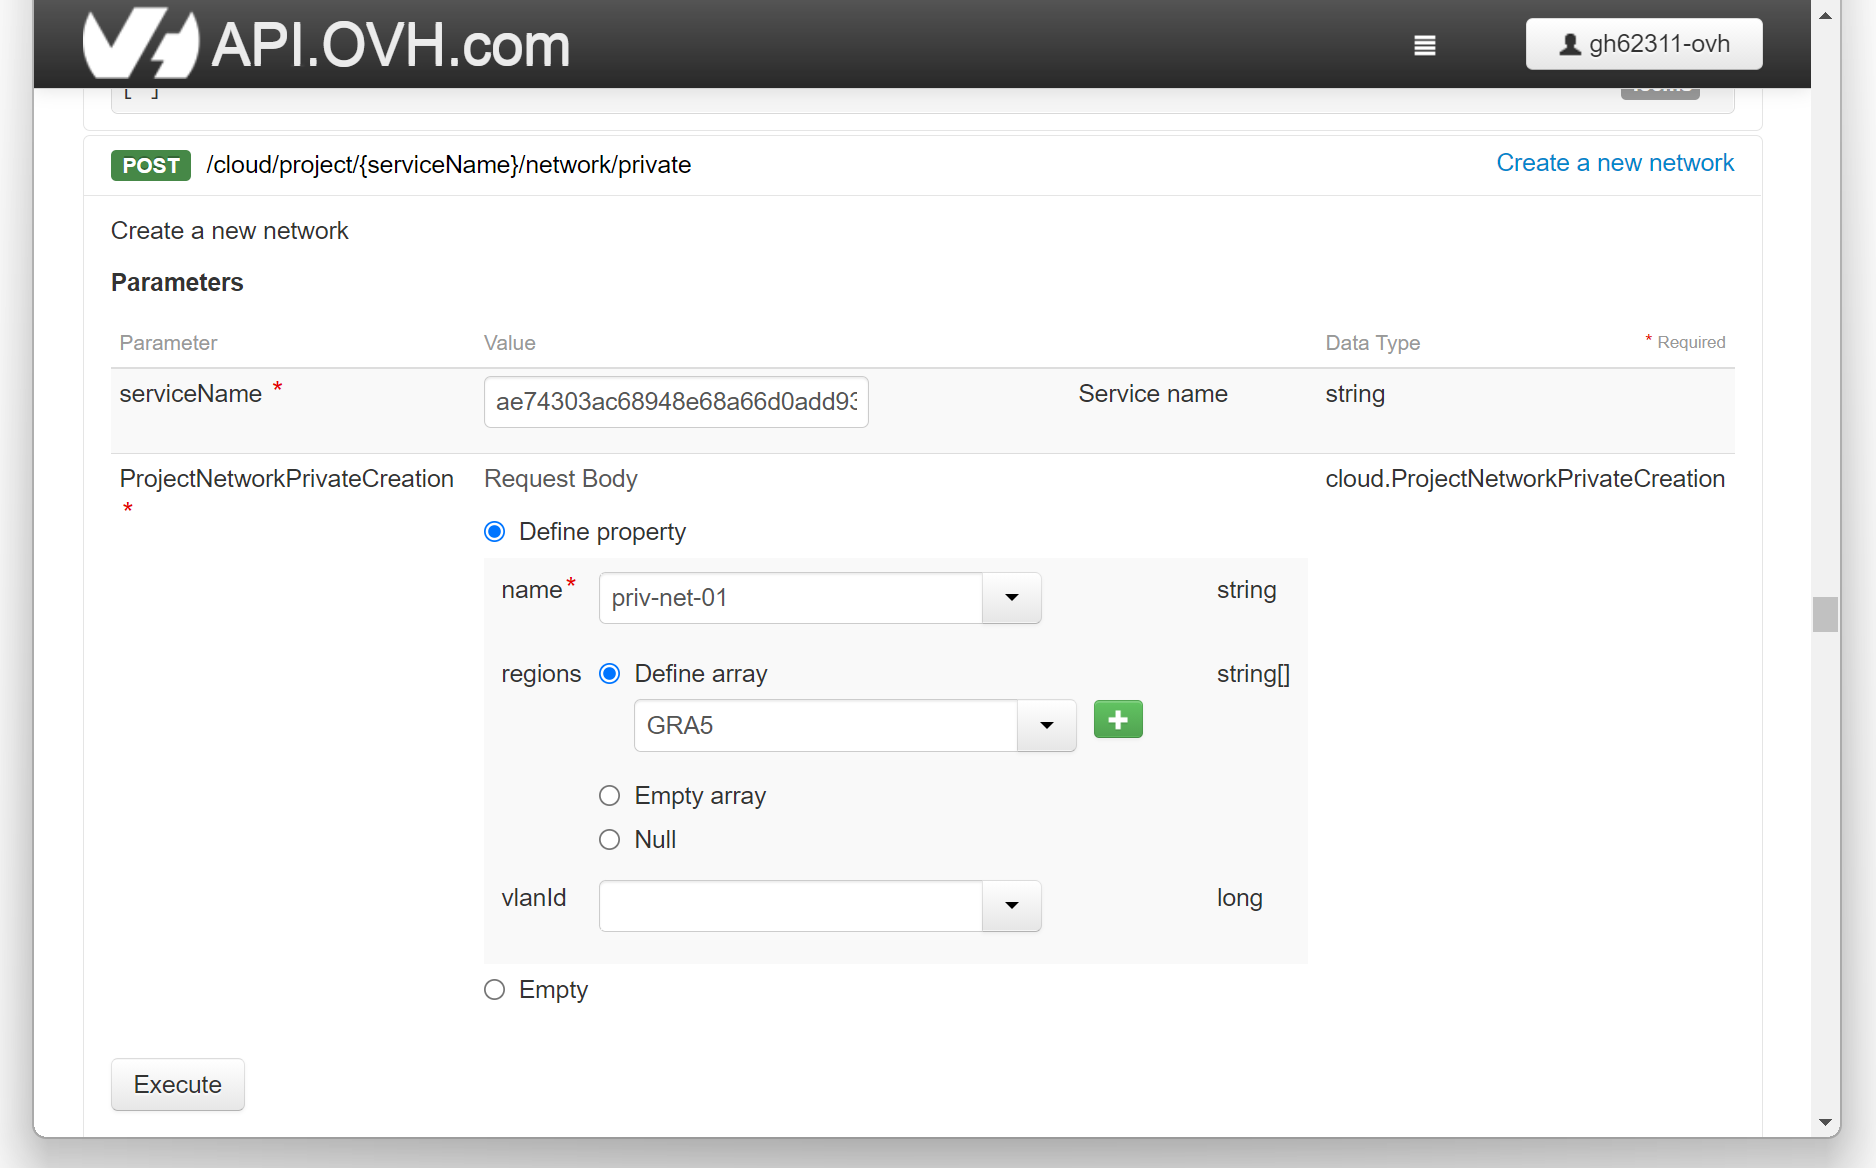 API.OVH.com
gh62311-ovh
[ ]
POST /cloud/project/{serviceName}/network/private Create a new network
Create a new network
Parameters
Parameter Value Data Type * Required
serviceName * ae74303ac68948e68a66d0add93 Service name string
ProjectNetworkPrivateCreation Request Body cloud.ProjectNetworkPrivateCreation
*
Define property
name * priv-net-01 string
regions Define array string[]
GRA5
Empty array
Null
vlanId long
Empty
Execute